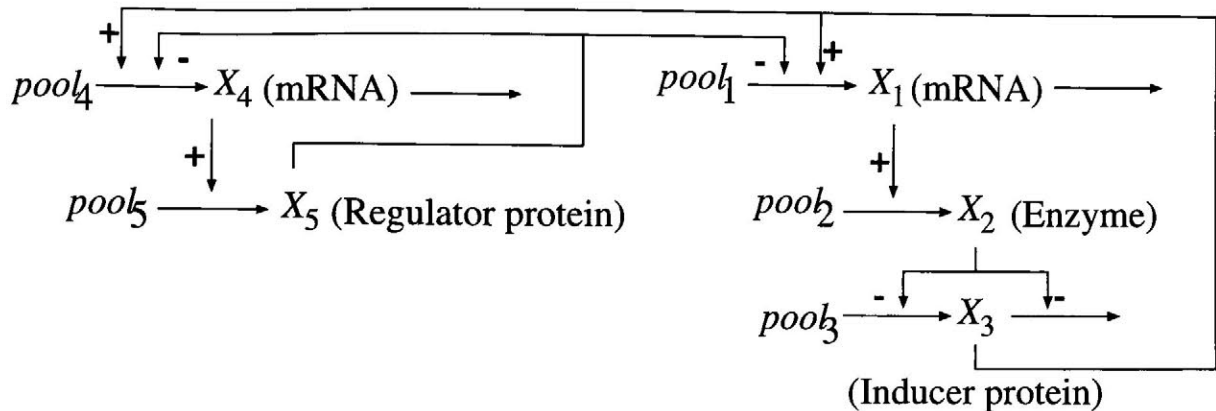 + - - +
pool4 X4 (mRNA) pool1 X1 (mRNA)
+ +
pool5 X5 (Regulator protein) pool2 X2 (Enzyme)
- -
pool3 X3
(Inducer protein)